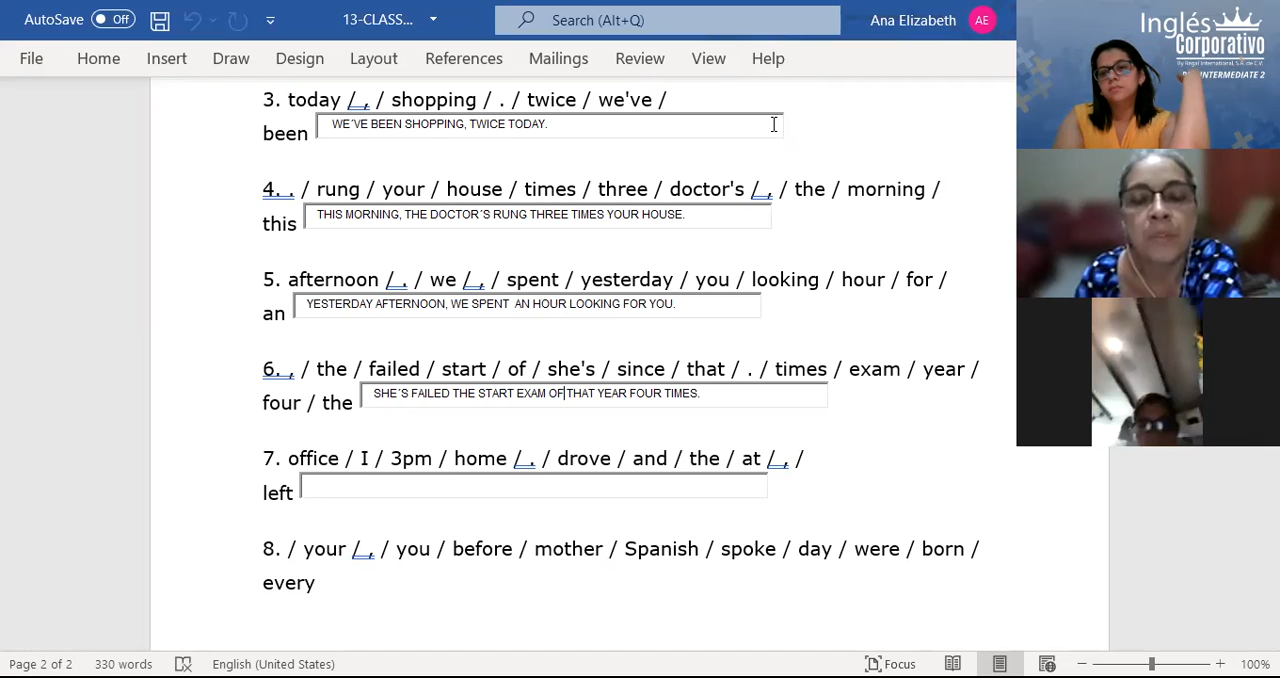 AutoSave Off 13-CLASS... Search (Alt+Q) Ana Elizabeth AE
File Home Insert Draw Design Layout References Mailings Review View Help
Inglés
Corporativo
By Regal International, S.A. de C.V.
INTERMEDIATE 2
3. today / , / shopping / . / twice / we've /
been WE´VE BEEN SHOPPING, TWICE TODAY.
4. . / rung / your / house / times / three / doctor's / , / the / morning /
this THIS MORNING, THE DOCTOR´S RUNG THREE TIMES YOUR HOUSE.
5. afternoon / . / we / , / spent / yesterday / you / looking / hour / for /
an YESTERDAY AFTERNOON, WE SPENT AN HOUR LOOKING FOR YOU.
6. , / the / failed / start / of / she's / since / that / . / times / exam / year /
four / the SHE´S FAILED THE START EXAM OF THAT YEAR FOUR TIMES.
7. office / I / 3pm / home / . / drove / and / the / at / , /
left
8. / your / , / you / before / mother / Spanish / spoke / day / were / born /
every
Page 2 of 2 330 words English (United States) Focus 100%